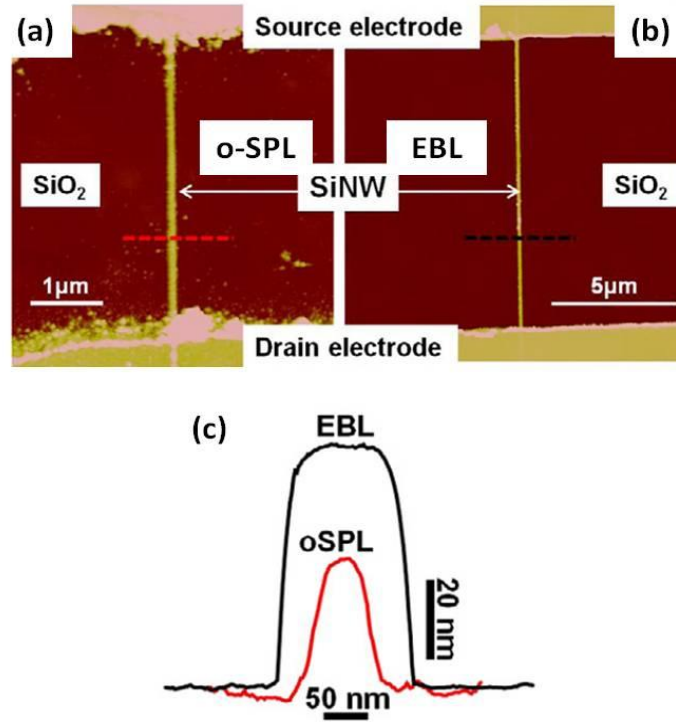 (a)
Source electrode
(b)
o-SPL
EBL
SiO₂
SiNW
SiO₂
1µm
5µm
Drain electrode
(c)
EBL
oSPL
20 nm
50 nm